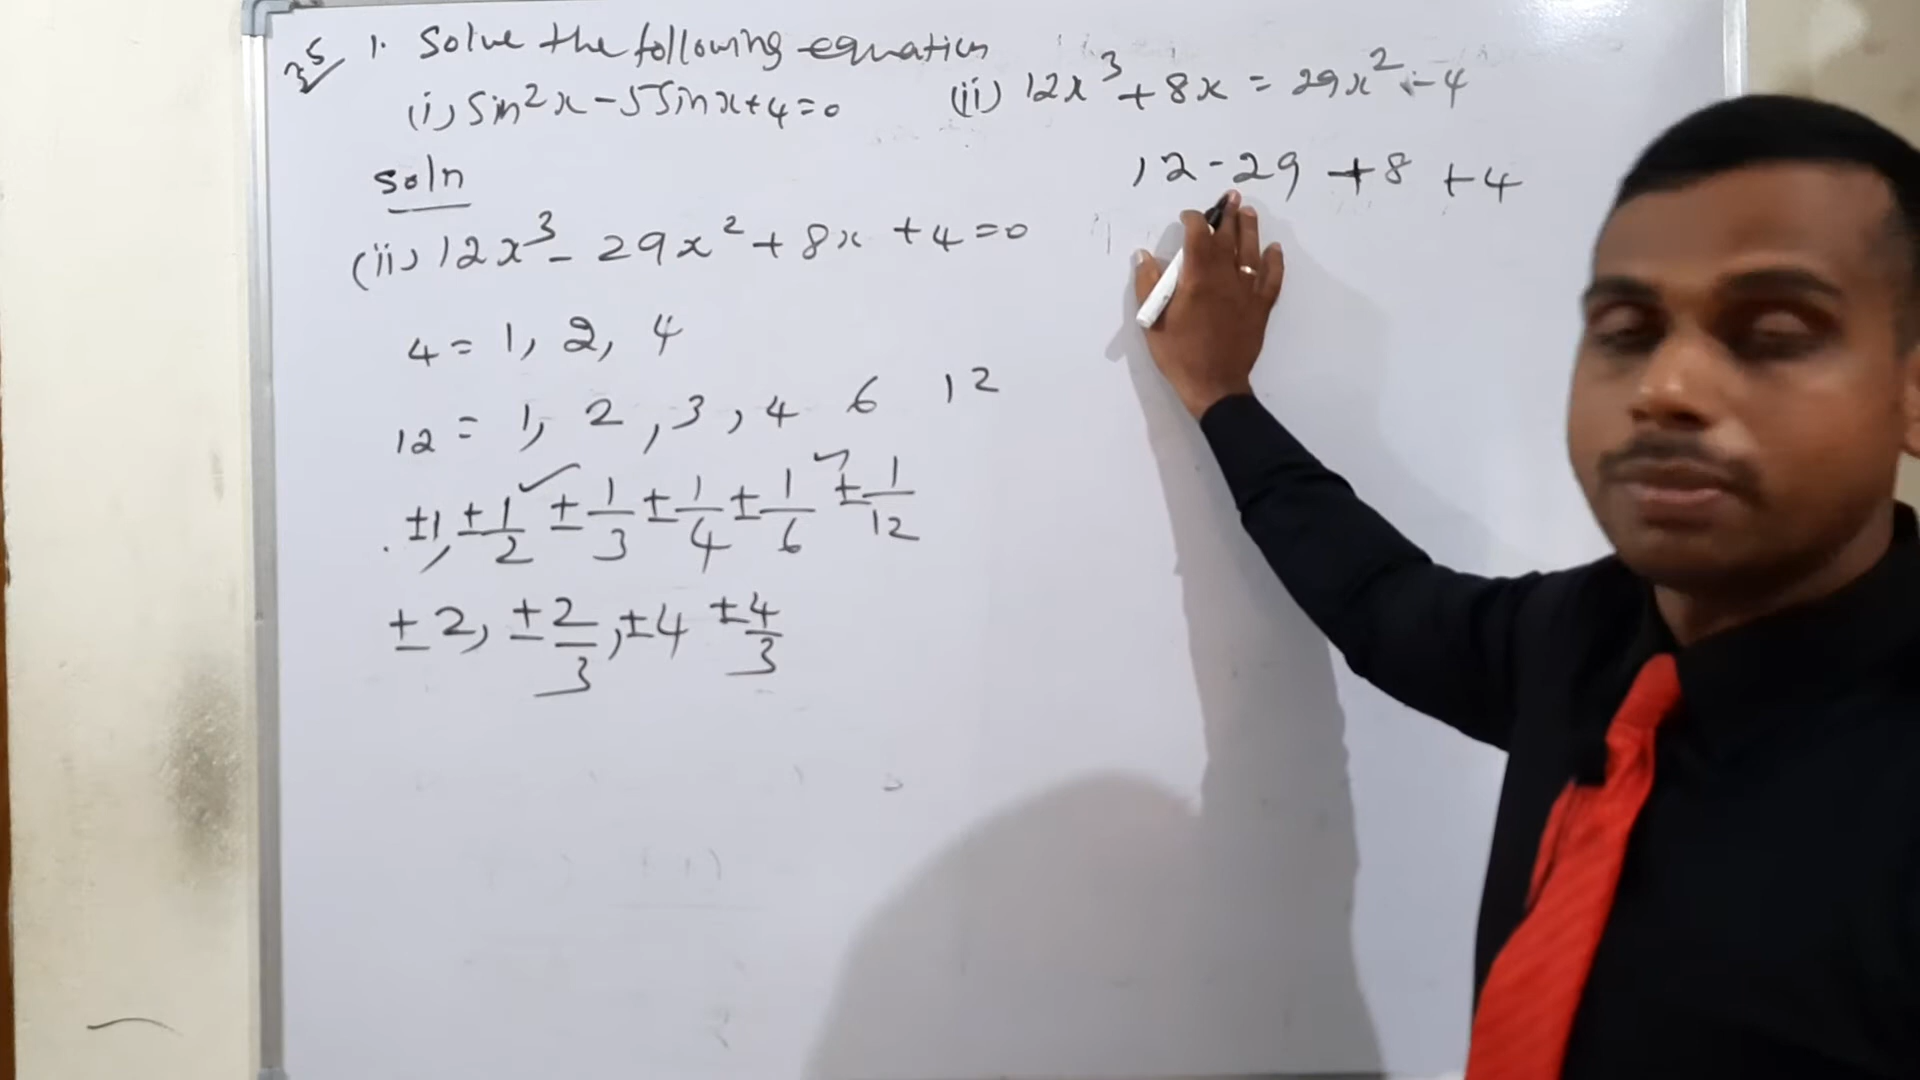 3.5 1. Solve the following equation
(i) Sin²x - 5Sinx + 4 = 0 (ii) 12x³ + 8x = 29x² - 4
Soln
12 - 29 + 8 + 4
(ii) 12x³ - 29x² + 8x + 4 = 0
4 = 1, 2, 4
12 = 1, 2, 3, 4 6 12
±1, ±1/2 ✓ ±1/3 ±1/4 ±1/6 ✓ ±1/12
±2, ±2/3, ±4 ±4/3